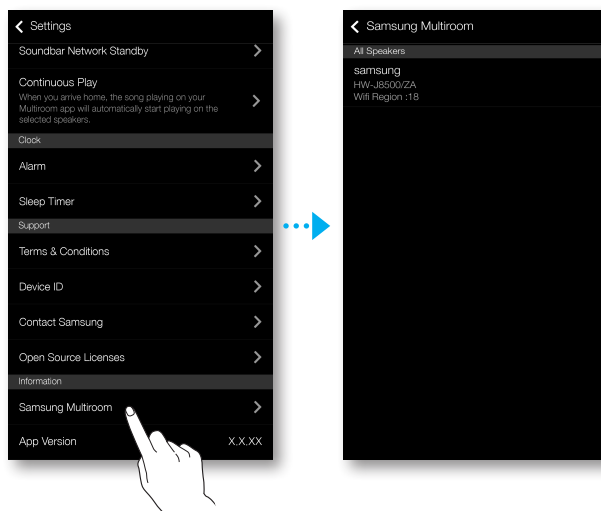 Settings
Soundbar Network Standby
Continuous Play
When you arrive home, the song playing on your
Multiroom app will automatically start playing on the
selected speakers.
Clock
Alarm
Sleep Timer
Support
Terms & Conditions
Device ID
Contact Samsung
Open Source Licenses
Information
Samsung Multiroom
App Version X.X.XX
Samsung Multiroom
All Speakers
samsung
HW-J8500/ZA
Wifi Region :18